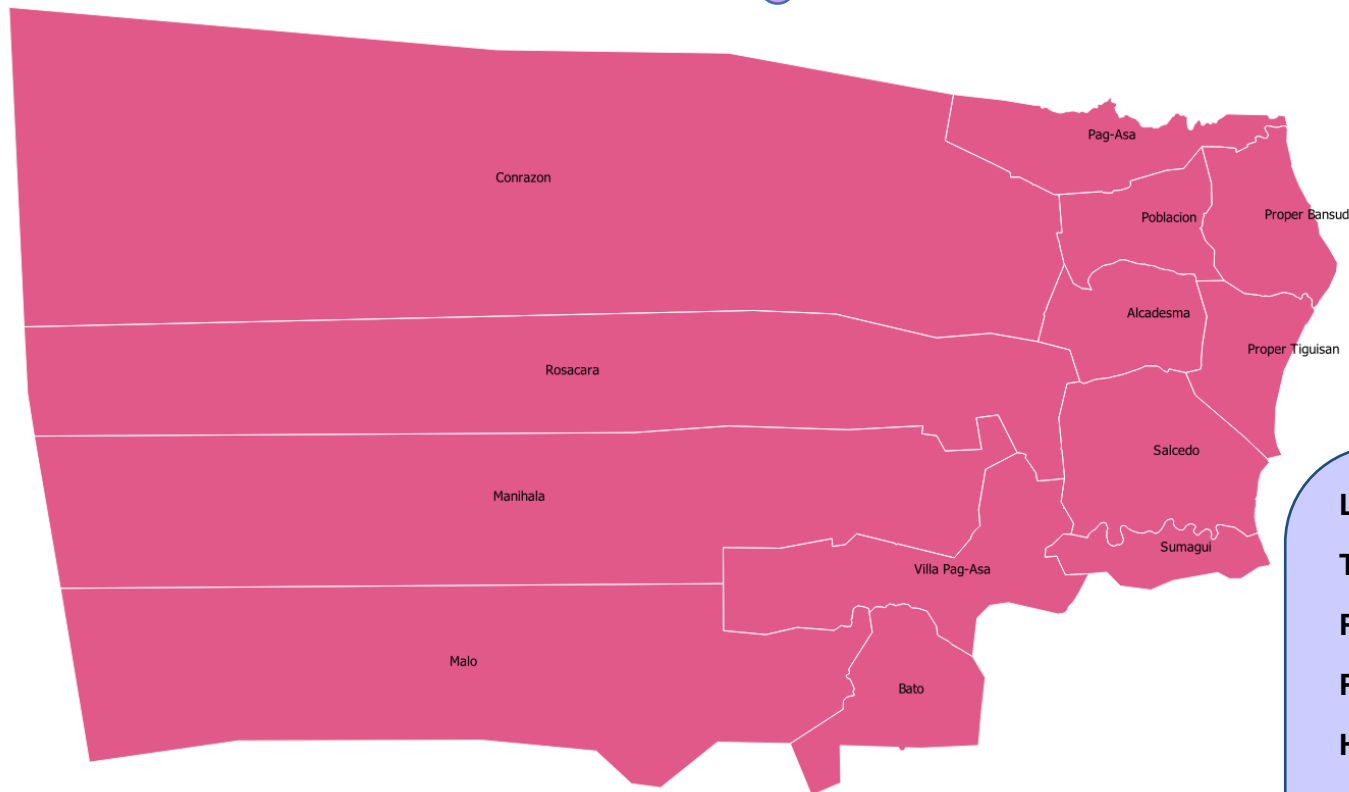 Pag-Asa
Conrazon
Poblacion
Proper Bansud
Alcadesma
Proper Tiguisan
Rosacara
Salcedo
Manihala
Sumagui
Villa Pag-Asa
Malo
Bato